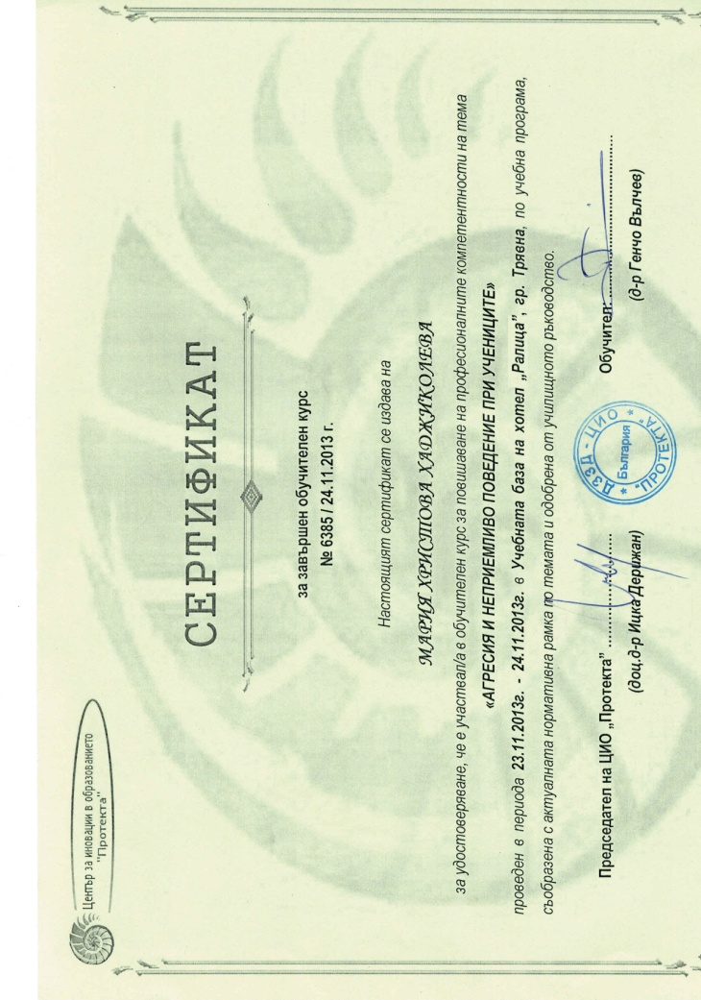 Център за иновации в образованието
"Протекта"
СЕРТИФИКАТ
за завършен обучителен курс
№ 6385 / 24.11.2013 г.
Настоящият сертификат се издава на
МАРИЯ ХРИСТОВА ХАДЖИКОЛЕВА
за удостоверяване, че е участвал/а в обучителен курс за повишаване на професионалните компетентности на тема
«АГРЕСИЯ И НЕПРИЕМЛИВО ПОВЕДЕНИЕ ПРИ УЧЕНИЦИТЕ»
проведен в периода 23.11.2013г. - 24.11.2013г. в Учебната база на хотел „Ралица", гр. Трявна, по учебна програма,
съобразена с актуалната нормативна рамка по темата и одобрена от училищното ръководство.
Председател на ЦИО „Протекта" ..................
(доц.д-р Ицка Дерижан)
ДЗЗД - ЦИО
* България *
"ПРОТЕКТА"
Обучител: ..................................
(д-р Генчо Вълчев)